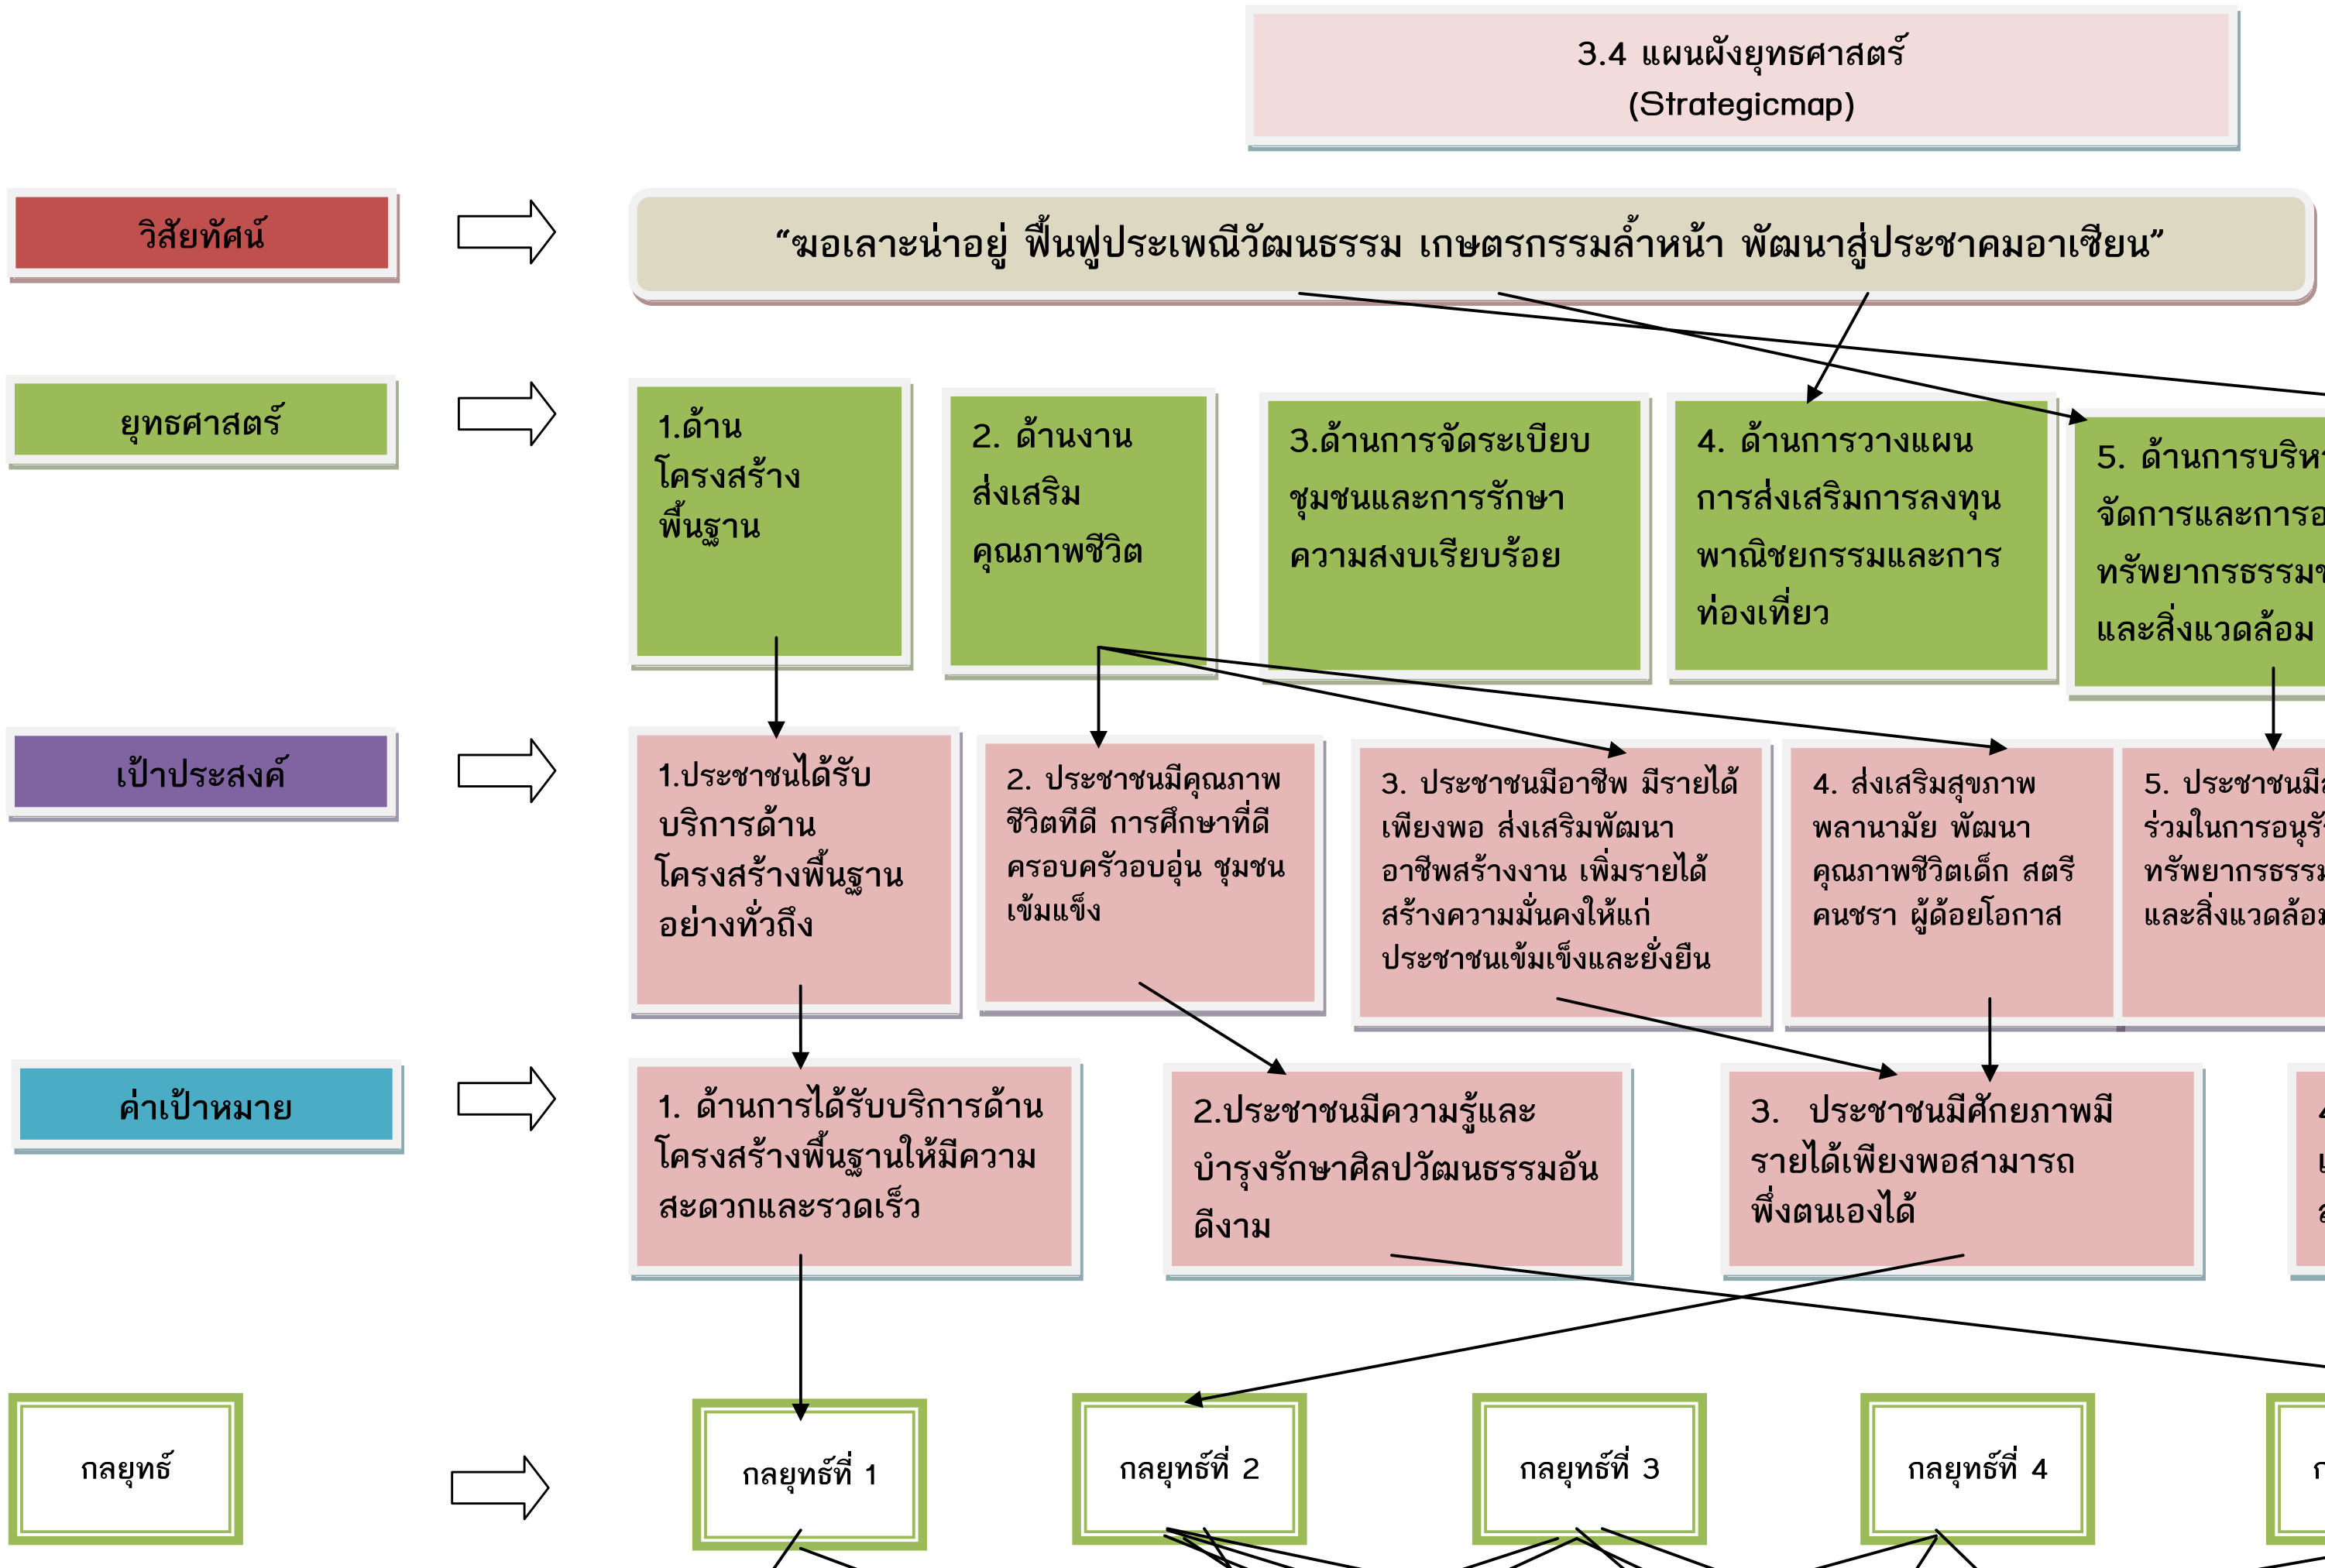 3.4 แผนผังยุทธศาสตร์
(Strategicmap)
วิสัยทัศน์
“ฆอเลาะน่าอยู่ ฟื้นฟูประเพณีวัฒนธรรม เกษตรกรรมล้ำหน้า พัฒนาสู่ประชาคมอาเซียน”
ยุทธศาสตร์
1.ด้าน
โครงสร้าง
พื้นฐาน
2. ด้านงาน
ส่งเสริม
คุณภาพชีวิต
3.ด้านการจัดระเบียบ
ชุมชนและการรักษา
ความสงบเรียบร้อย
4. ด้านการวางแผน
การส่งเสริมการลงทุน
พาณิชยกรรมและการ
ท่องเที่ยว
5. ด้านการบริห
จัดการและการอ
ทรัพยากรธรรมช
และสิ่งแวดล้อม
เป้าประสงค์
1.ประชาชนได้รับ
บริการด้าน
โครงสร้างพื้นฐาน
อย่างทั่วถึง
2. ประชาชนมีคุณภาพ
ชีวิตทีดี การศึกษาที่ดี
ครอบครัวอบอุ่น ชุมชน
เข้มแข็ง
3. ประชาชนมีอาชีพ มีรายได้
เพียงพอ ส่งเสริมพัฒนา
อาชีพสร้างงาน เพิ่มรายได้
สร้างความมั่นคงให้แก่
ประชาชนเข้มเข็งและยั่งยืน
4. ส่งเสริมสุขภาพ
พลานามัย พัฒนา
คุณภาพชีวิตเด็ก สตรี
คนชรา ผู้ด้อยโอกาส
5. ประชาชนมี
ร่วมในการอนุรั
ทรัพยากรธรรม
และสิ่งแวดล้อม
ค่าเป้าหมาย
1. ด้านการได้รับบริการด้าน
โครงสร้างพื้นฐานให้มีความ
สะดวกและรวดเร็ว
2.ประชาชนมีความรู้และ
บำรุงรักษาศิลปวัฒนธรรมอัน
ดีงาม
3. ประชาชนมีศักยภาพมี
รายได้เพียงพอสามารถ
พึ่งตนเองได้
กลยุทธ์
กลยุทธ์ที่ 1
กลยุทธ์ที่ 2
กลยุทธ์ที่ 3
กลยุทธ์ที่ 4